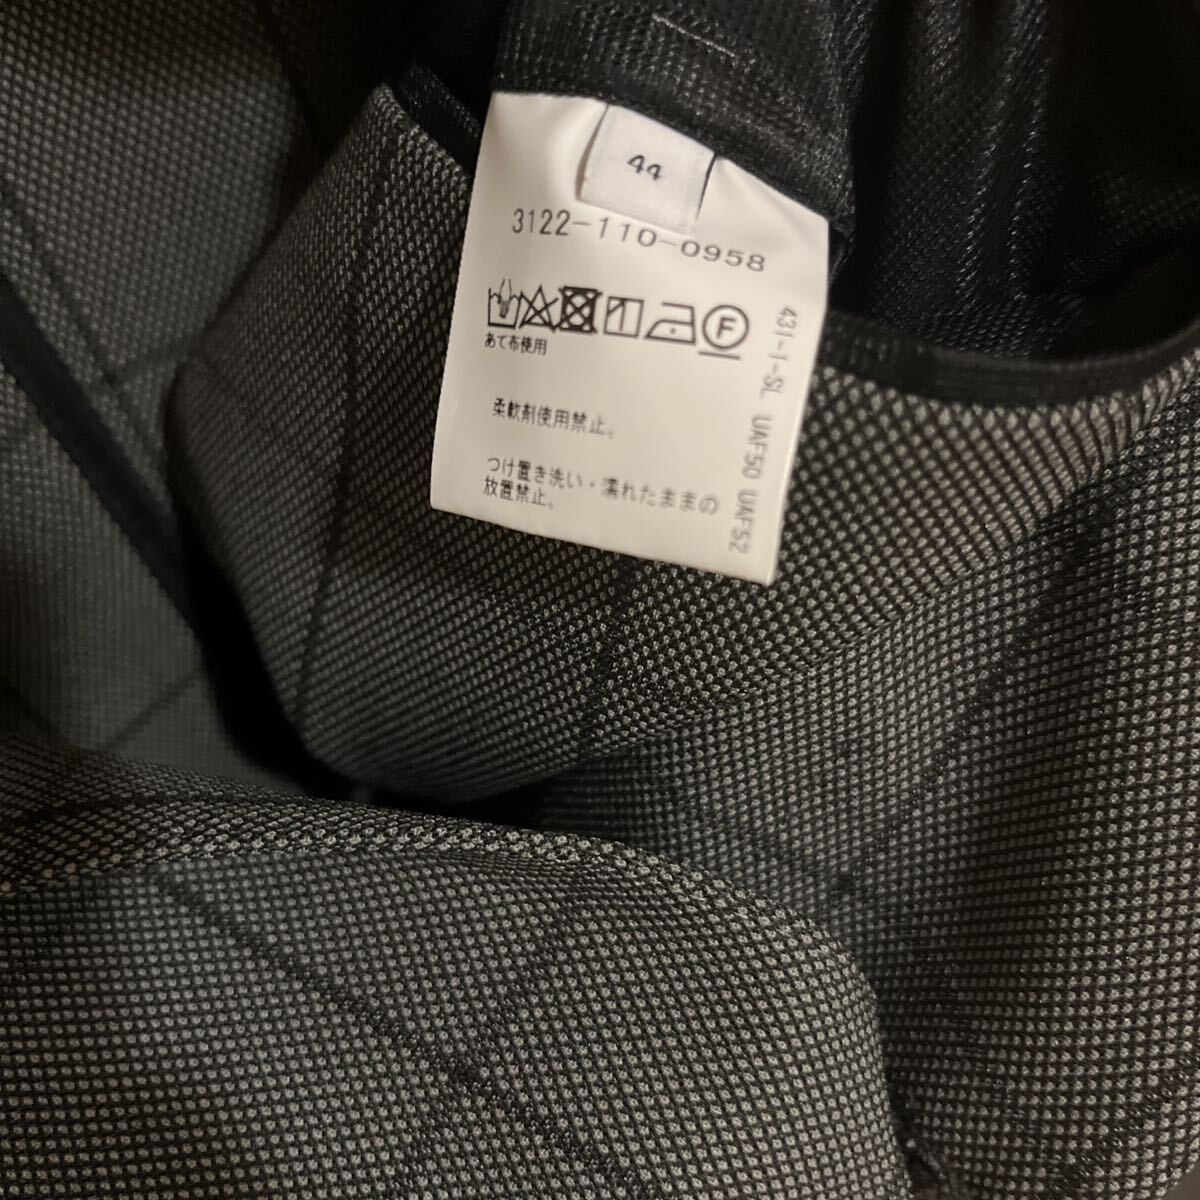 44
3122-110-0958
F
あて布使用
柔軟剤使用禁止。
つけ置き洗い・濡れたままの
放置禁止。
431-1-SL UAF50 UAF52